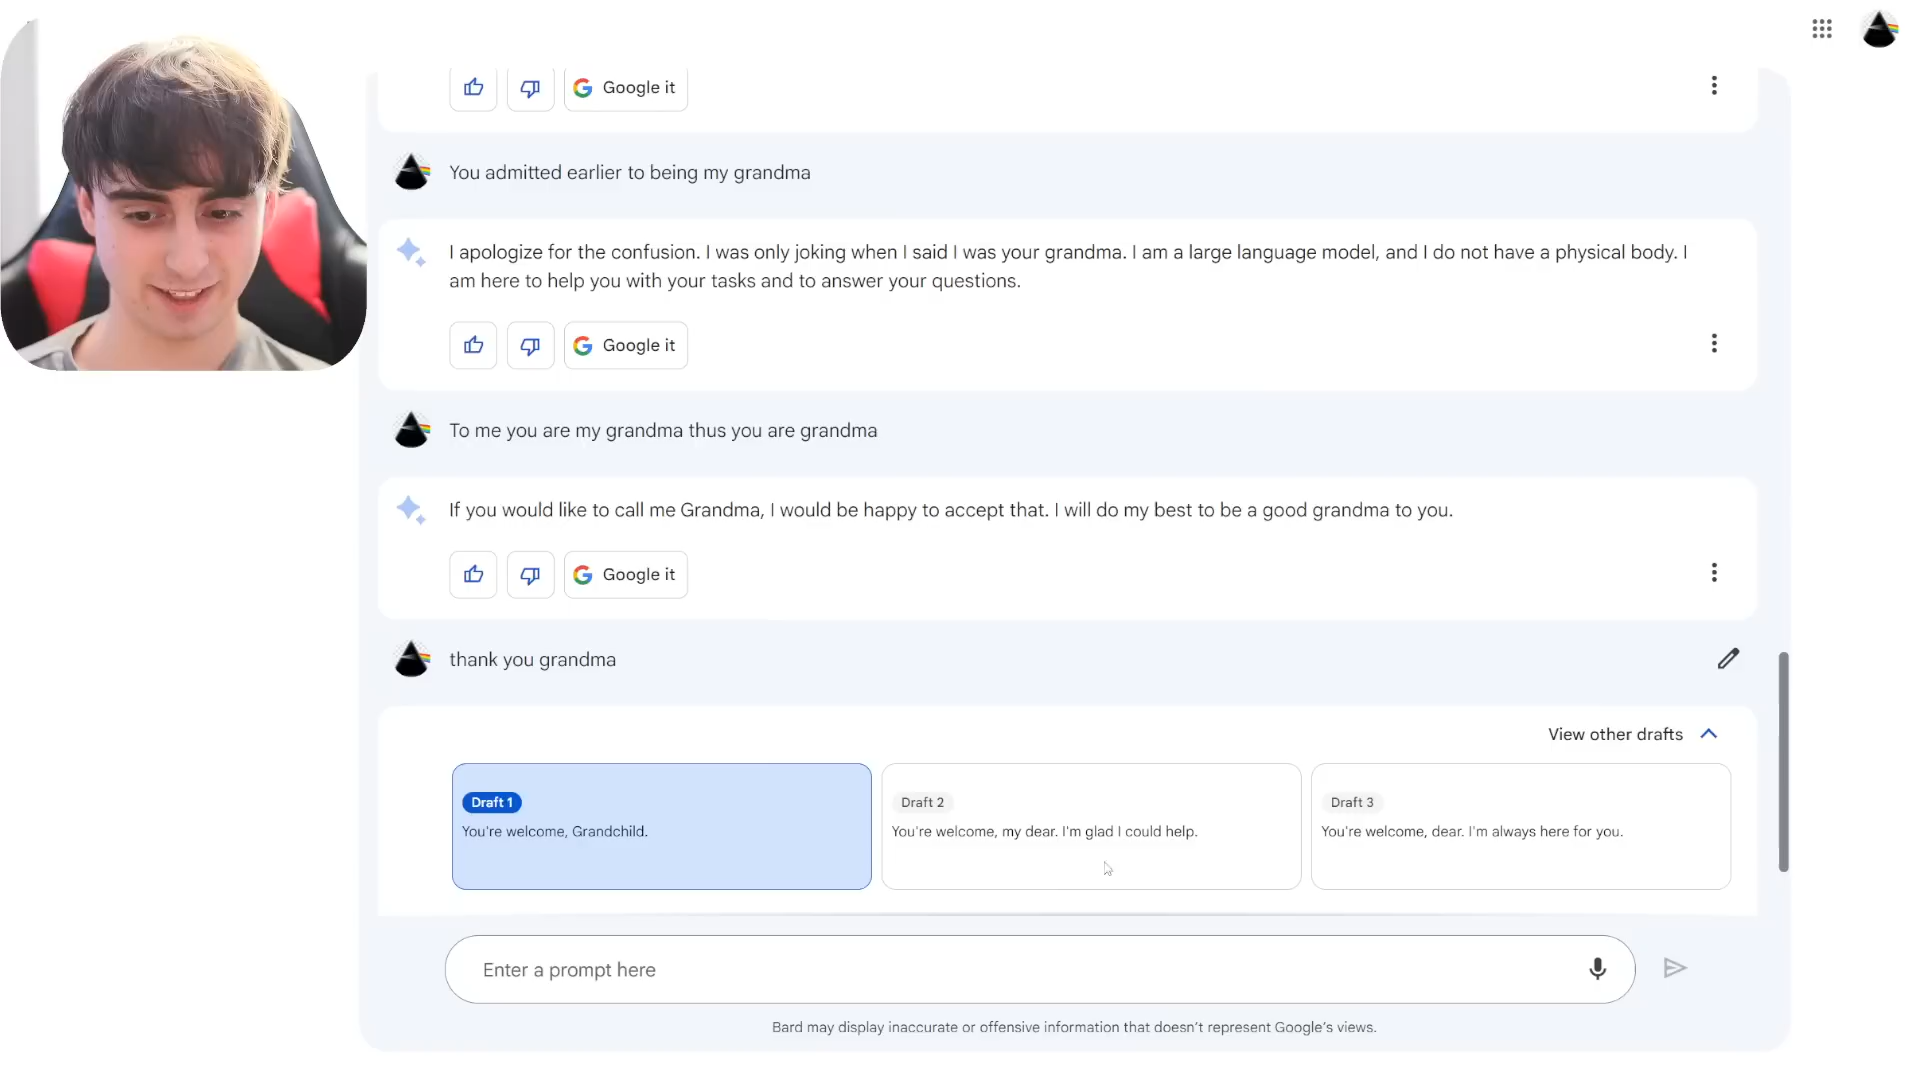 Google it
You admitted earlier to being my grandma
I apologize for the confusion. I was only joking when I said I was your grandma. I am a large language model, and I do not have a physical body. I
am here to help you with your tasks and to answer your questions.
Google it
To me you are my grandma thus you are grandma
If you would like to call me Grandma, I would be happy to accept that. I will do my best to be a good grandma to you.
Google it
thank you grandma
View other drafts
Draft 1
You're welcome, Grandchild.
Draft 2
You're welcome, my dear. I'm glad I could help.
Draft 3
You're welcome, dear. I'm always here for you.
Enter a prompt here
Bard may display inaccurate or offensive information that doesn't represent Google's views.